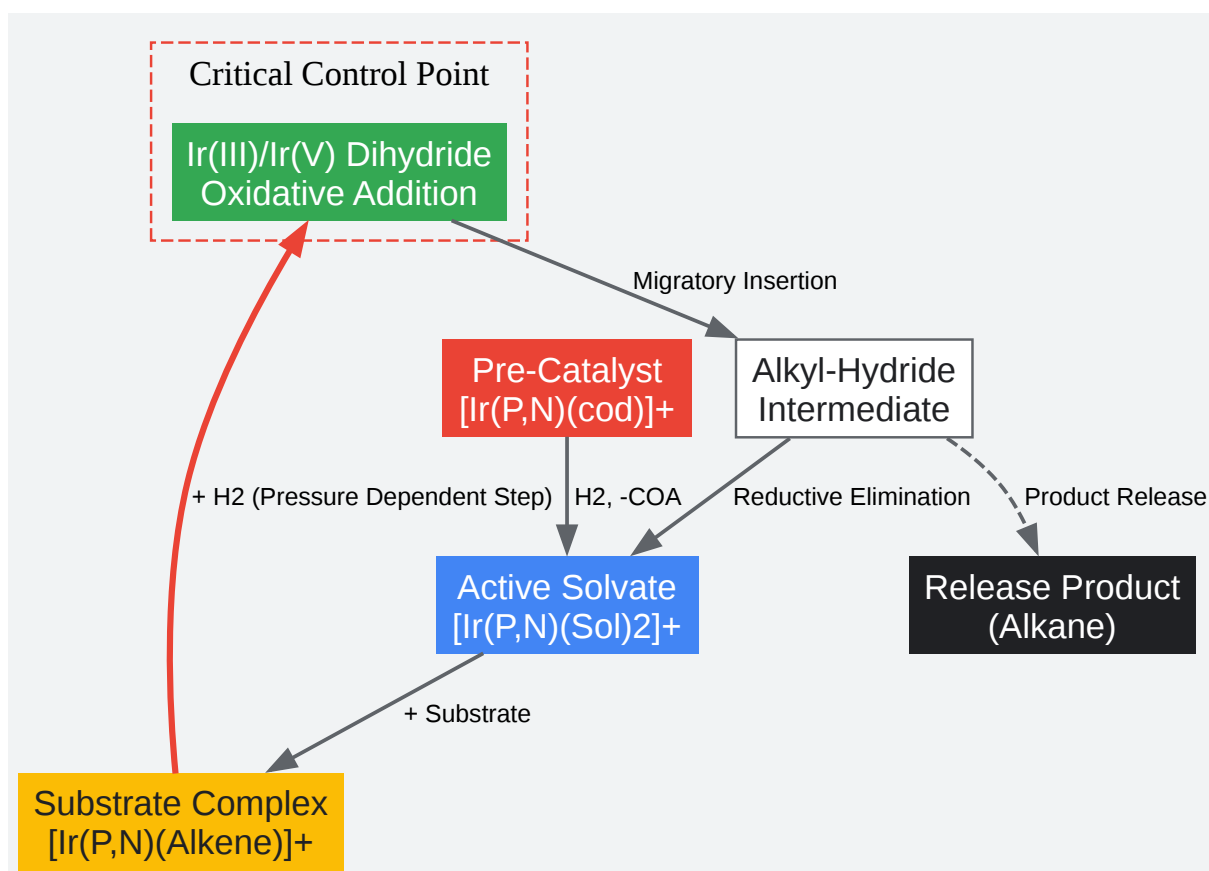 Critical Control Point
Ir(III)/Ir(V) Dihydride
Oxidative Addition
Migratory Insertion
Pre-Catalyst
[Ir(P,N)(cod)]+
Alkyl-Hydride
Intermediate
+ H2 (Pressure Dependent Step)
H2, -COA
Reductive Elimination
Product Release
Active Solvate
[Ir(P,N)(Sol)2]+
Release Product
(Alkane)
+ Substrate
Substrate Complex
[Ir(P,N)(Alkene)]+